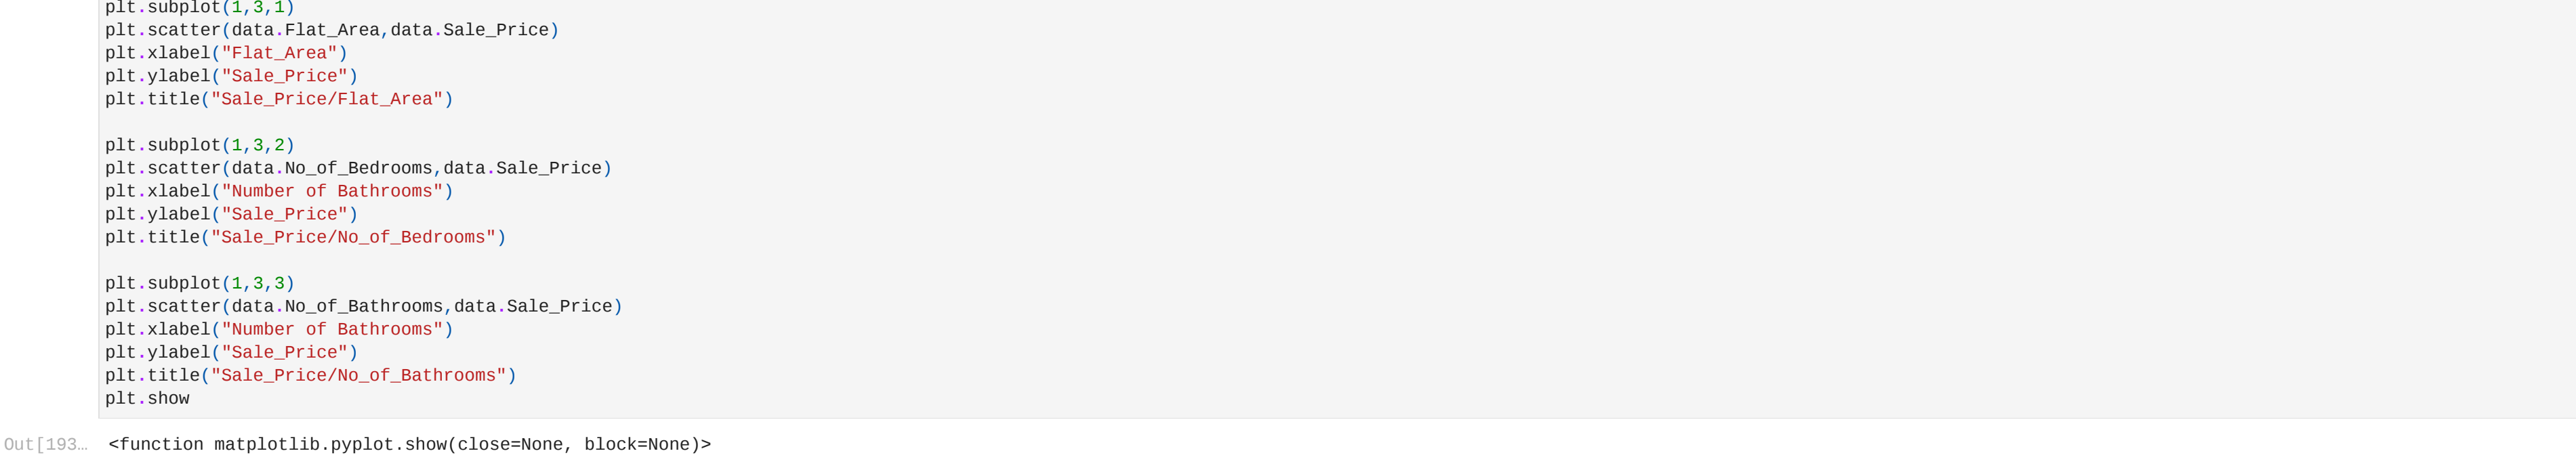 plt.subplot(1,3,1)
plt.scatter(data.Flat_Area,data.Sale_Price)
plt.xlabel("Flat_Area")
plt.ylabel("Sale_Price")
plt.title("Sale_Price/Flat_Area")
plt.subplot(1,3,2)
plt.scatter(data.No_of_Bedrooms,data.Sale_Price)
plt.xlabel("Number of Bathrooms")
plt.ylabel("Sale_Price")
plt.title("Sale_Price/No_of_Bedrooms")
plt.subplot(1,3,3)
plt.scatter(data.No_of_Bathrooms,data.Sale_Price)
plt.xlabel("Number of Bathrooms")
plt.ylabel("Sale_Price")
plt.title("Sale_Price/No_of_Bathrooms")
plt.show
Out[193… <function matplotlib.pyplot.show(close=None, block=None)>